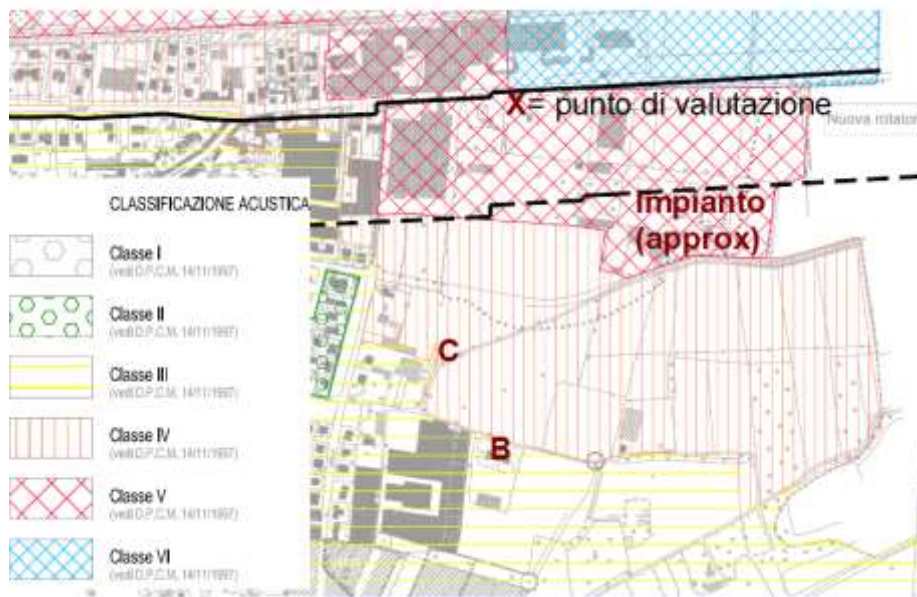 X= punto di valutazione
Nuova rotator
CLASSIFICAZIONE ACUSTICA
Impianto
(approx)
Classe I
(vedi D.P.C.M. 14/11/1997)
Classe II
(vedi D.P.C.M. 14/11/1997)
Classe III
(vedi D.P.C.M. 14/11/1997)
C
Classe IV
(vedi D.P.C.M. 14/11/1997)
B
Classe V
(vedi D.P.C.M. 14/11/1997)
Classe VI
(vedi D.P.C.M. 14/11/1997)